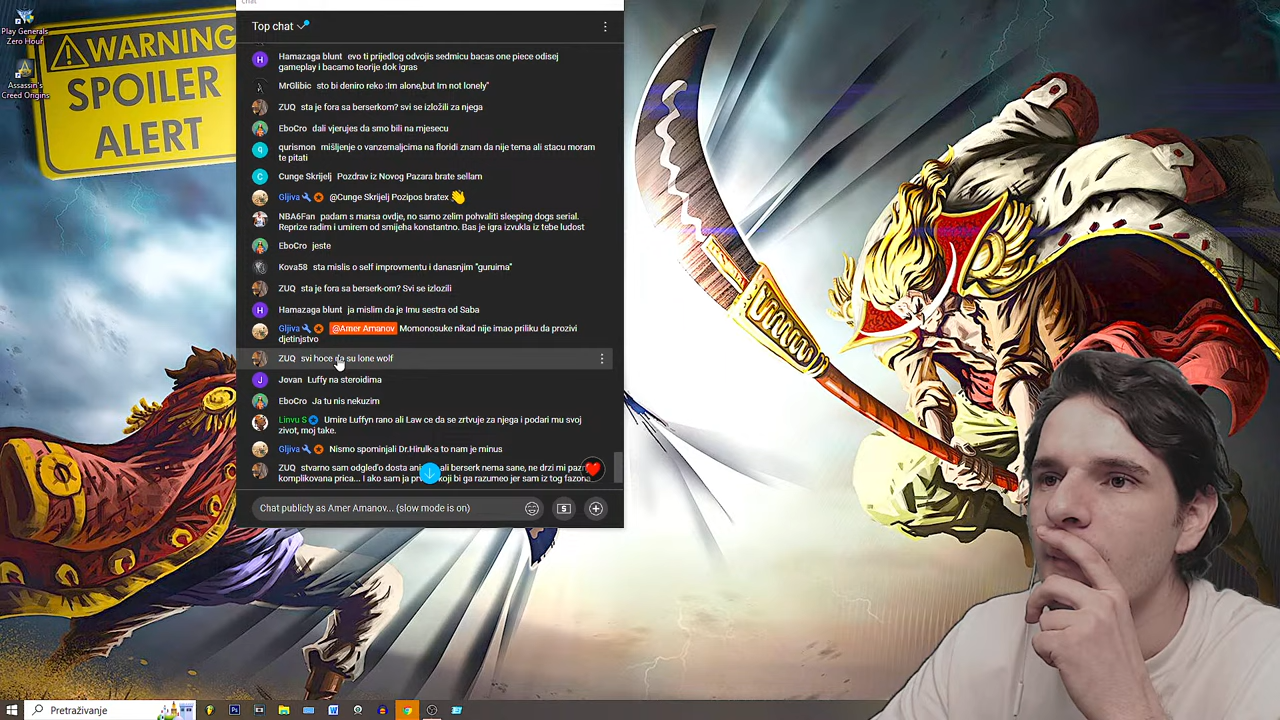 Play Generals
Zero Hour
Assassin's
Creed Origins
WARNING
SPOILER
ALERT
Top chat
Hamazaga blunt evo ti prijedlog odvojis sedmicu bacas one piece odisej
gameplay i bacamo teorije dok igras
MrGlibic sto bi deniro reko :Im alone,but Im not lonely"
ZUQ sta je fora sa berserkom? svi se izložili za njega
EboCro dali vjerujes da smo bili na mjesecu
qurismon mišljenje o vanzemaljcima na floridi znam da nije tema ali stacu moram
te pitati
Cunge Skrijelj Pozdrav iz Novog Pazara brate sellam
Gljiva @Cunge Skrijelj Pozipos bratex 👋
NBA6Fan padam s marsa ovdje, no samo zelim pohvaliti sleeping dogs serial.
Reprize radim i umirem od smijeha konstantno. Bas je igra izvukla iz tebe ludost
EboCro jeste
Kova58 sta mislis o self improvmentu i danasnjim "guruima"
ZUQ sta je fora sa berserk-om? Svi se izlozili
Hamazaga blunt ja mislim da je Imu sestra od Saba
Gljiva @Amer Amanov Momonosuke nikad nije imao priliku da prozivi
djetinjstvo
ZUQ svi hoce da su lone wolf
Jovan Luffy na steroidima
EboCro Ja tu nis nekuzim
Linvu S Umire Luffyn rano ali Law ce da se zrtvuje za njega i podari mu svoj
zivot, moj take.
Gljiva Nismo spominjali Dr.Hirulk-a to nam je minus
ZUQ stvarno sam odgleďo dosta ali berserk nema sane, ne drzi mi
komplikovana prica... I ako sam ja koji bi ga razumeo jer sam iz tog fazona
Chat publicly as Amer Amanov... (slow mode is on)
Pretraživanje